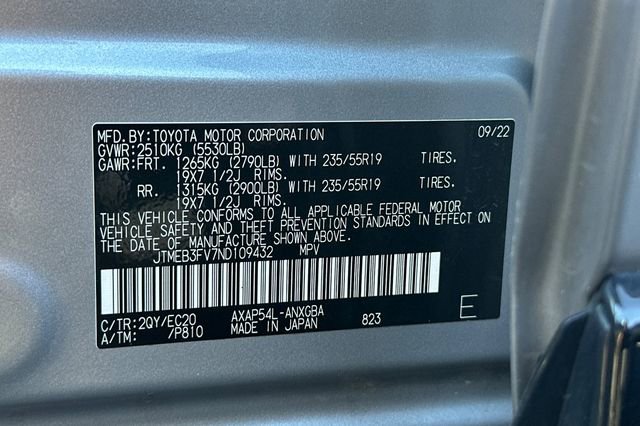 MFD.BY:TOYOTA MOTOR CORPORATION 09/22
GVWR:2510KG (5530LB)
GAWR:FRT. 1265KG (2790LB) WITH 235/55R19 TIRES.
19X7 1/2J RIMS.
RR. 1315KG (2900LB) WITH 235/55R19 TIRES.
19X7 1/2J RIMS.
THIS VEHICLE CONFORMS TO ALL APPLICABLE FEDERAL MOTOR
VEHICLE SAFETY AND THEFT PREVENTION STANDARDS IN EFFECT ON
THE DATE OF MANUFACTURE SHOWN ABOVE.
JTMEB3FV7ND109432 MPV
C/TR:2QY/EC20 AXAP54L-ANXGBA 823 E
A/TM: /P810 MADE IN JAPAN